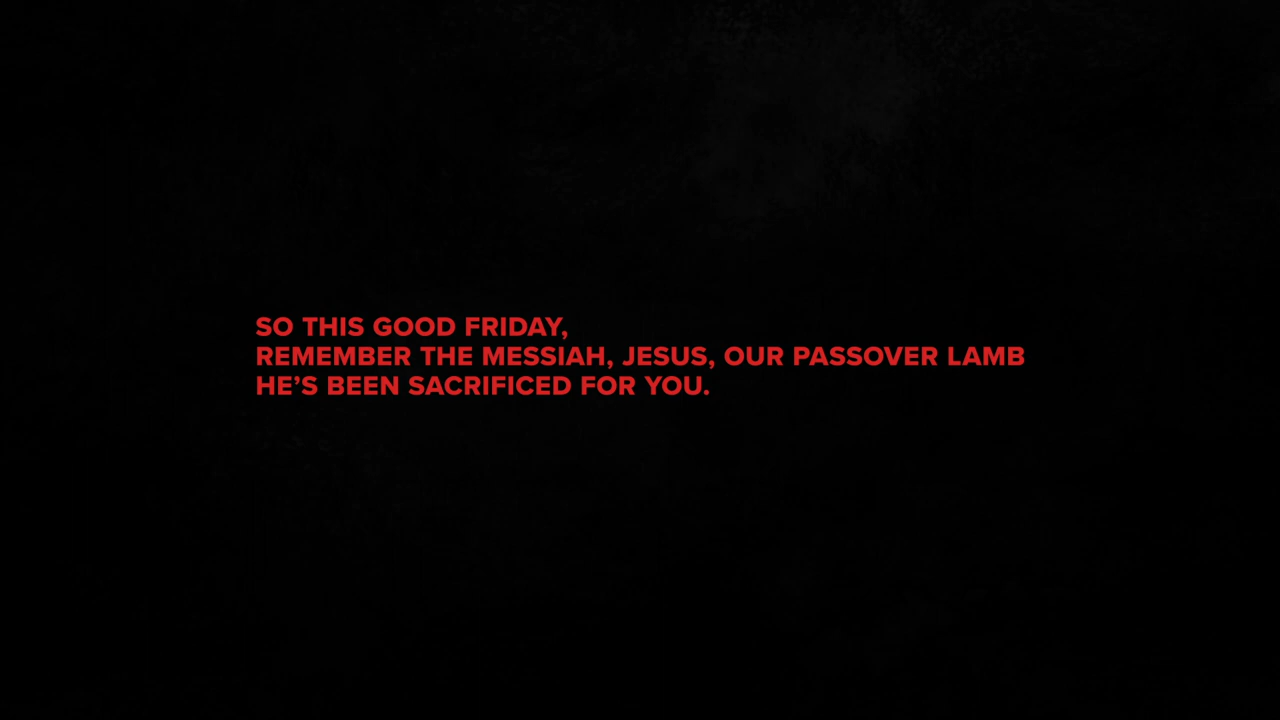 SO THIS GOOD FRIDAY,
REMEMBER THE MESSIAH, JESUS, OUR PASSOVER LAMB
HE’S BEEN SACRIFICED FOR YOU.